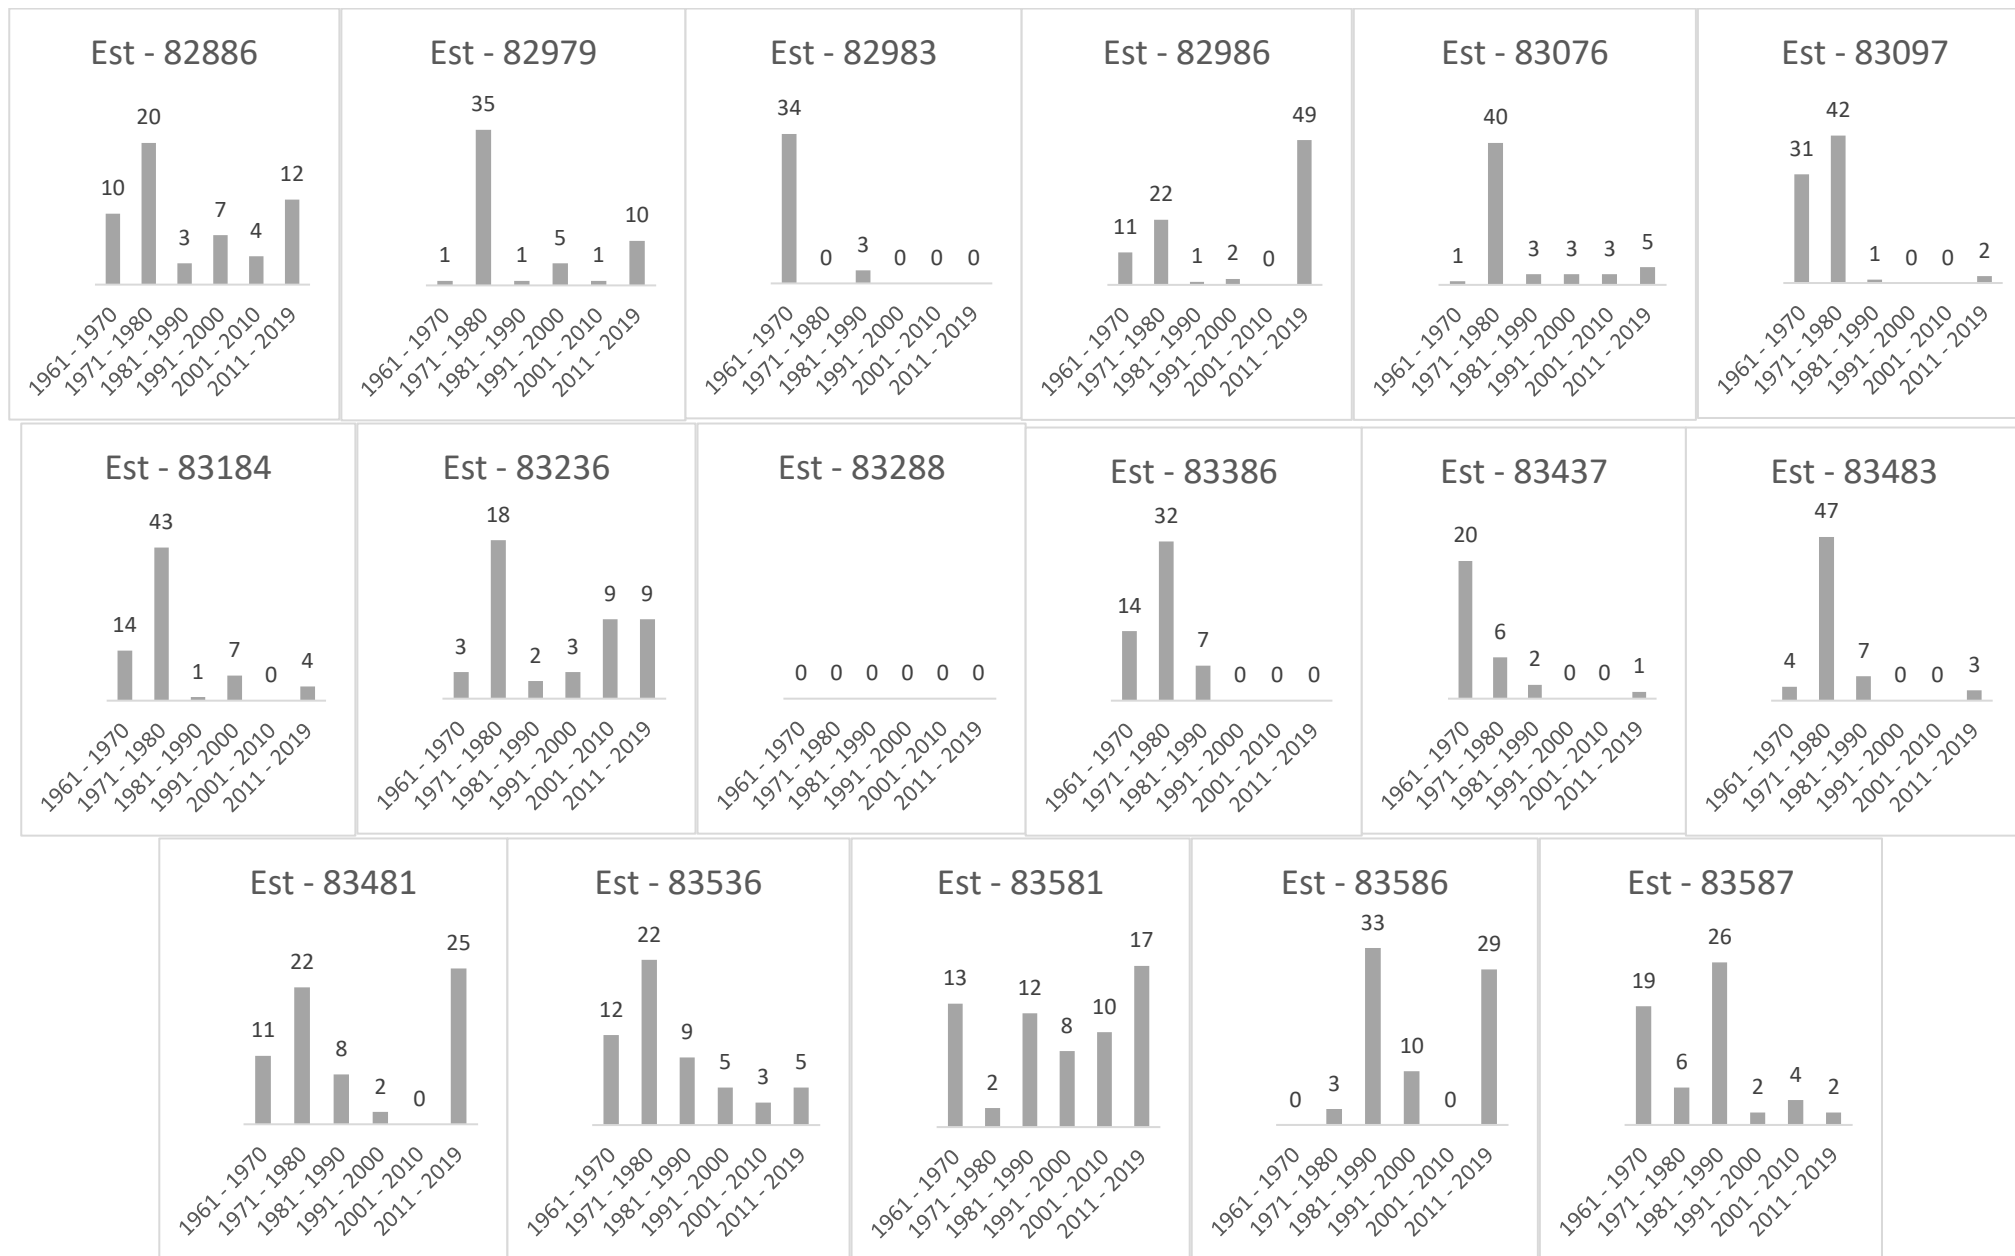 Est - 82886
20
12
10
7
4
3
1961 - 1970
1971 - 1980
1981 - 1990
1991 - 2000
2001 - 2010
2011 - 2019
Est - 82979
35
10
5
1
1
1
1961 - 1970
1971 - 1980
1981 - 1990
1991 - 2000
2001 - 2010
2011 - 2019
Est - 82983
34
3
0
0
0
0
1961 - 1970
1971 - 1980
1981 - 1990
1991 - 2000
2001 - 2010
2011 - 2019
Est - 82986
49
22
11
2
1
0
1961 - 1970
1971 - 1980
1981 - 1990
1991 - 2000
2001 - 2010
2011 - 2019
Est - 83076
40
5
1
3
3
3
1961 - 1970
1971 - 1980
1981 - 1990
1991 - 2000
2001 - 2010
2011 - 2019
Est - 83097
42
31
1
0
0
2
1961 - 1970
1971 - 1980
1981 - 1990
1991 - 2000
2001 - 2010
2011 - 2019
Est - 83184
43
14
7
4
1
0
1961 - 1970
1971 - 1980
1981 - 1990
1991 - 2000
2001 - 2010
2011 - 2019
Est - 83236
18
9
9
3
2
3
1961 - 1970
1971 - 1980
1981 - 1990
1991 - 2000
2001 - 2010
2011 - 2019
Est - 83288
0
0
0
0
0
0
1961 - 1970
1971 - 1980
1981 - 1990
1991 - 2000
2001 - 2010
2011 - 2019
Est - 83386
32
14
7
0
0
0
1961 - 1970
1971 - 1980
1981 - 1990
1991 - 2000
2001 - 2010
2011 - 2019
Est - 83437
20
6
2
0
0
1
1961 - 1970
1971 - 1980
1981 - 1990
1991 - 2000
2001 - 2010
2011 - 2019
Est - 83483
47
4
7
0
0
3
1961 - 1970
1971 - 1980
1981 - 1990
1991 - 2000
2001 - 2010
2011 - 2019
Est - 83481
25
22
11
8
2
0
1961 - 1970
1971 - 1980
1981 - 1990
1991 - 2000
2001 - 2010
2011 - 2019
Est - 83536
22
12
9
5
3
5
1961 - 1970
1971 - 1980
1981 - 1990
1991 - 2000
2001 - 2010
2011 - 2019
Est - 83581
17
13
12
10
8
2
1961 - 1970
1971 - 1980
1981 - 1990
1991 - 2000
2001 - 2010
2011 - 2019
Est - 83586
33
29
10
3
0
0
1961 - 1970
1971 - 1980
1981 - 1990
1991 - 2000
2001 - 2010
2011 - 2019
Est - 83587
26
19
6
2
4
2
1961 - 1970
1971 - 1980
1981 - 1990
1991 - 2000
2001 - 2010
2011 - 2019